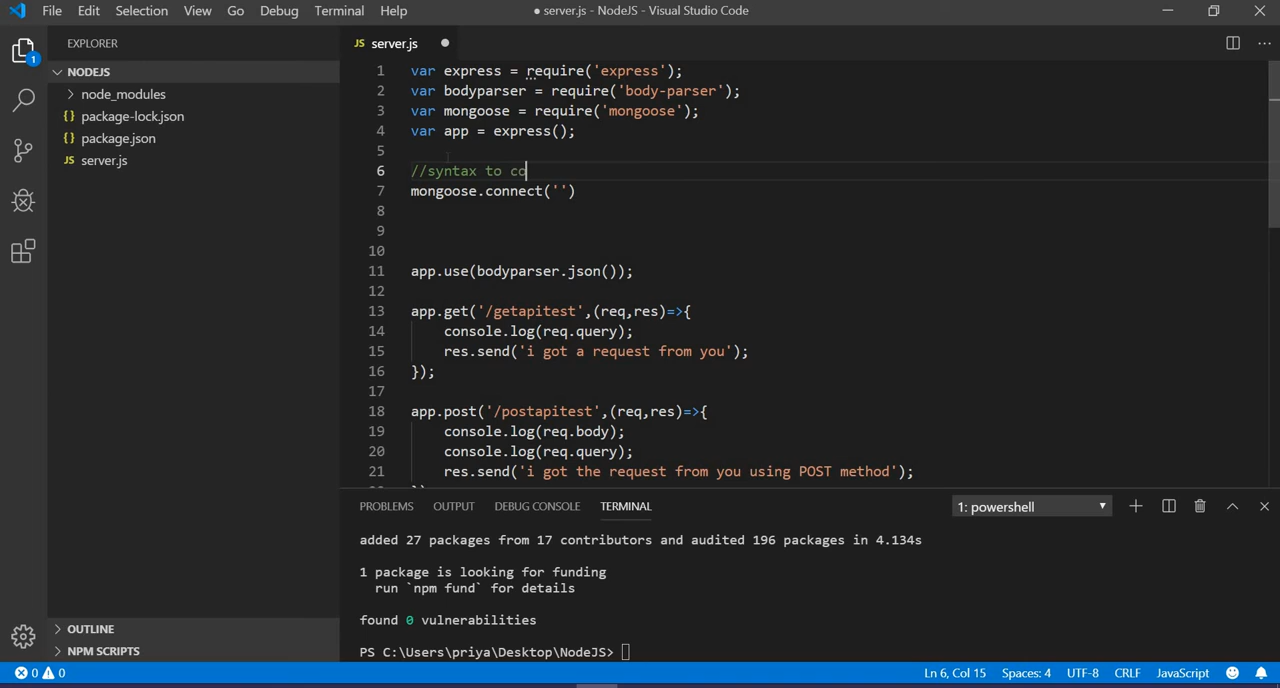 File Edit Selection View Go Debug Terminal Help
● server.js - NodeJS - Visual Studio Code
EXPLORER
JS server.js
1
NODEJS
node_modules
{} package-lock.json
{} package.json
JS server.js
1 var express = require('express');
2 var bodyparser = require('body-parser');
3 var mongoose = require('mongoose');
4 var app = express();
5
6 //syntax to co
7 mongoose.connect('')
8
9
10
11 app.use(bodyparser.json());
12
13 app.get('/getapitest',(req,res)=>{
14 console.log(req.query);
15 res.send('i got a request from you');
16 });
17
18 app.post('/postapitest',(req,res)=>{
19 console.log(req.body);
20 console.log(req.query);
21 res.send('i got the request from you using POST method');
PROBLEMS OUTPUT DEBUG CONSOLE TERMINAL 1: powershell
added 27 packages from 17 contributors and audited 196 packages in 4.134s
1 package is looking for funding
run `npm fund` for details
found 0 vulnerabilities
PS C:\Users\priya\Desktop\NodeJS>
OUTLINE
NPM SCRIPTS
0 0 Ln 6, Col 15 Spaces: 4 UTF-8 CRLF JavaScript